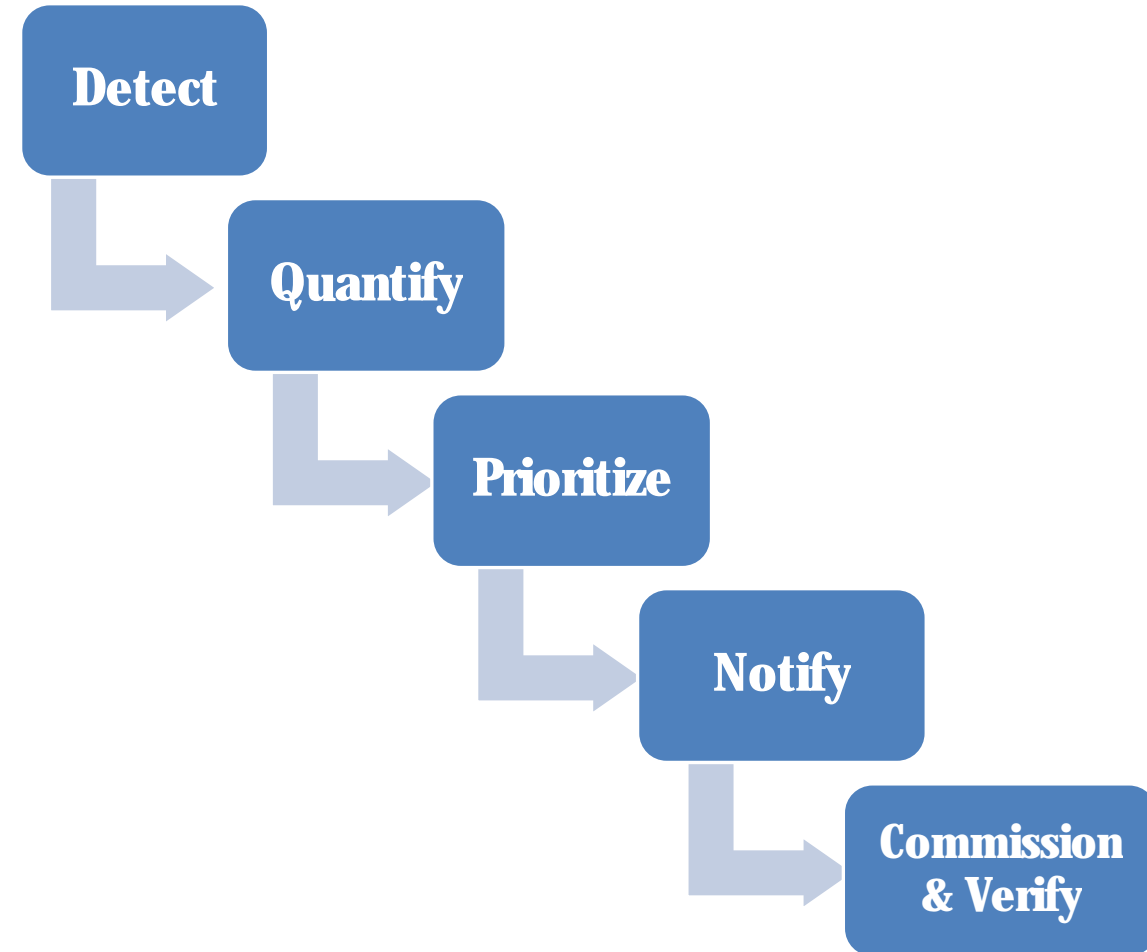 Detect
Quantify
Prioritize
Notify
Commission
& Verify